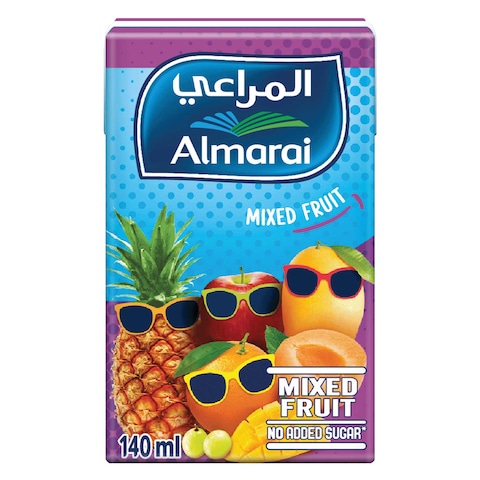 المراعي
Almarai
MIXED FRUIT
MIXED
FRUIT
NO ADDED SUGAR*
140 ml